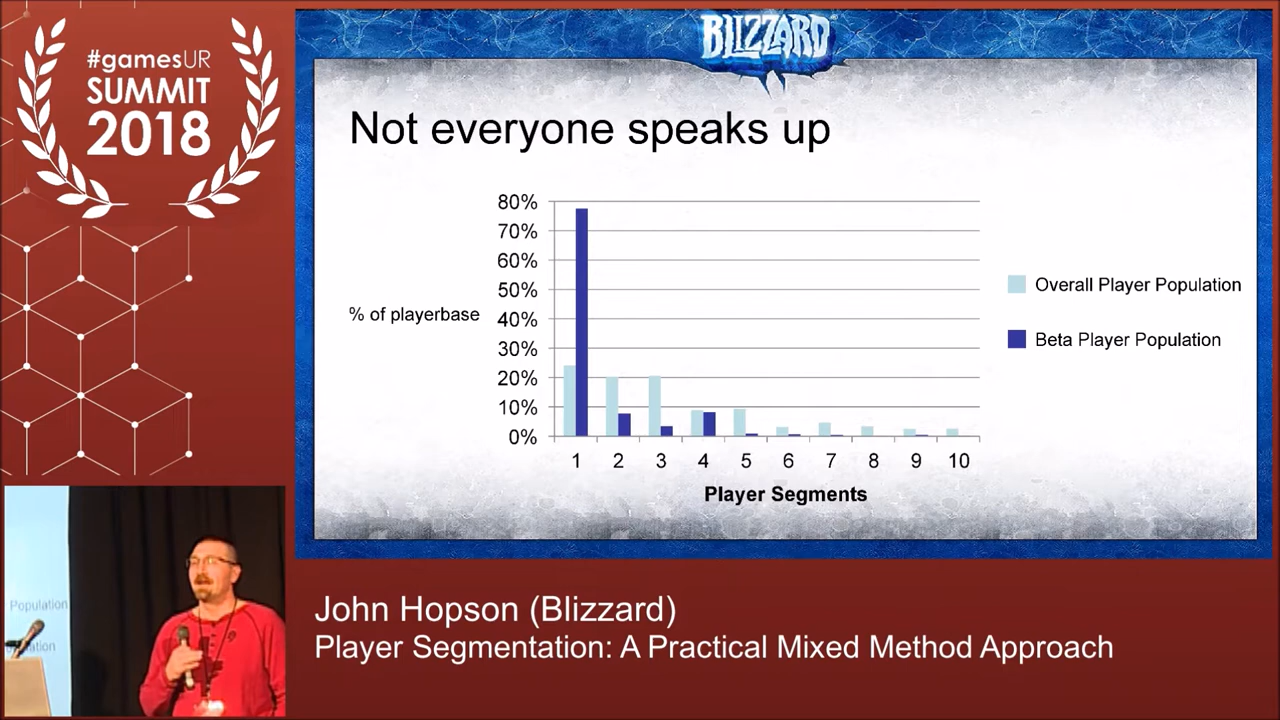 #gamesUR
SUMMIT
2018
BLIZZARD
Not everyone speaks up
80%
70%
60%
50%
40%
30%
20%
10%
0%
% of playerbase
1 2 3 4 5 6 7 8 9 10
Player Segments
Overall Player Population
Beta Player Population
Population
John Hopson (Blizzard)
Player Segmentation: A Practical Mixed Method Approach